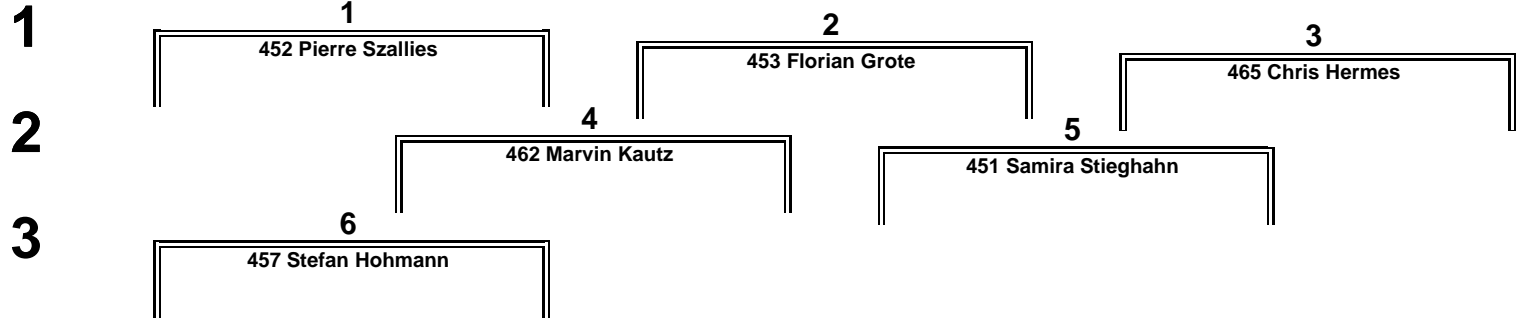 1
1
452 Pierre Szallies
2
453 Florian Grote
3
465 Chris Hermes
2
4
462 Marvin Kautz
5
451 Samira Stieghahn
3
6
457 Stefan Hohmann